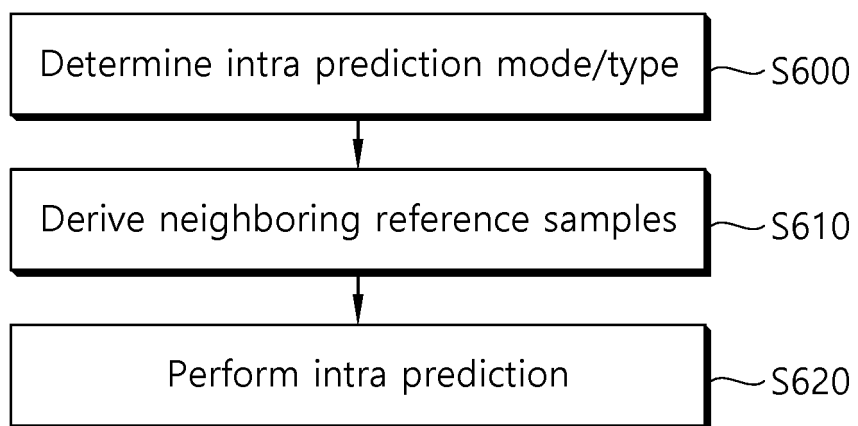 Determine intra prediction mode/type
S600
Derive neighboring reference samples
S610
Perform intra prediction
S620